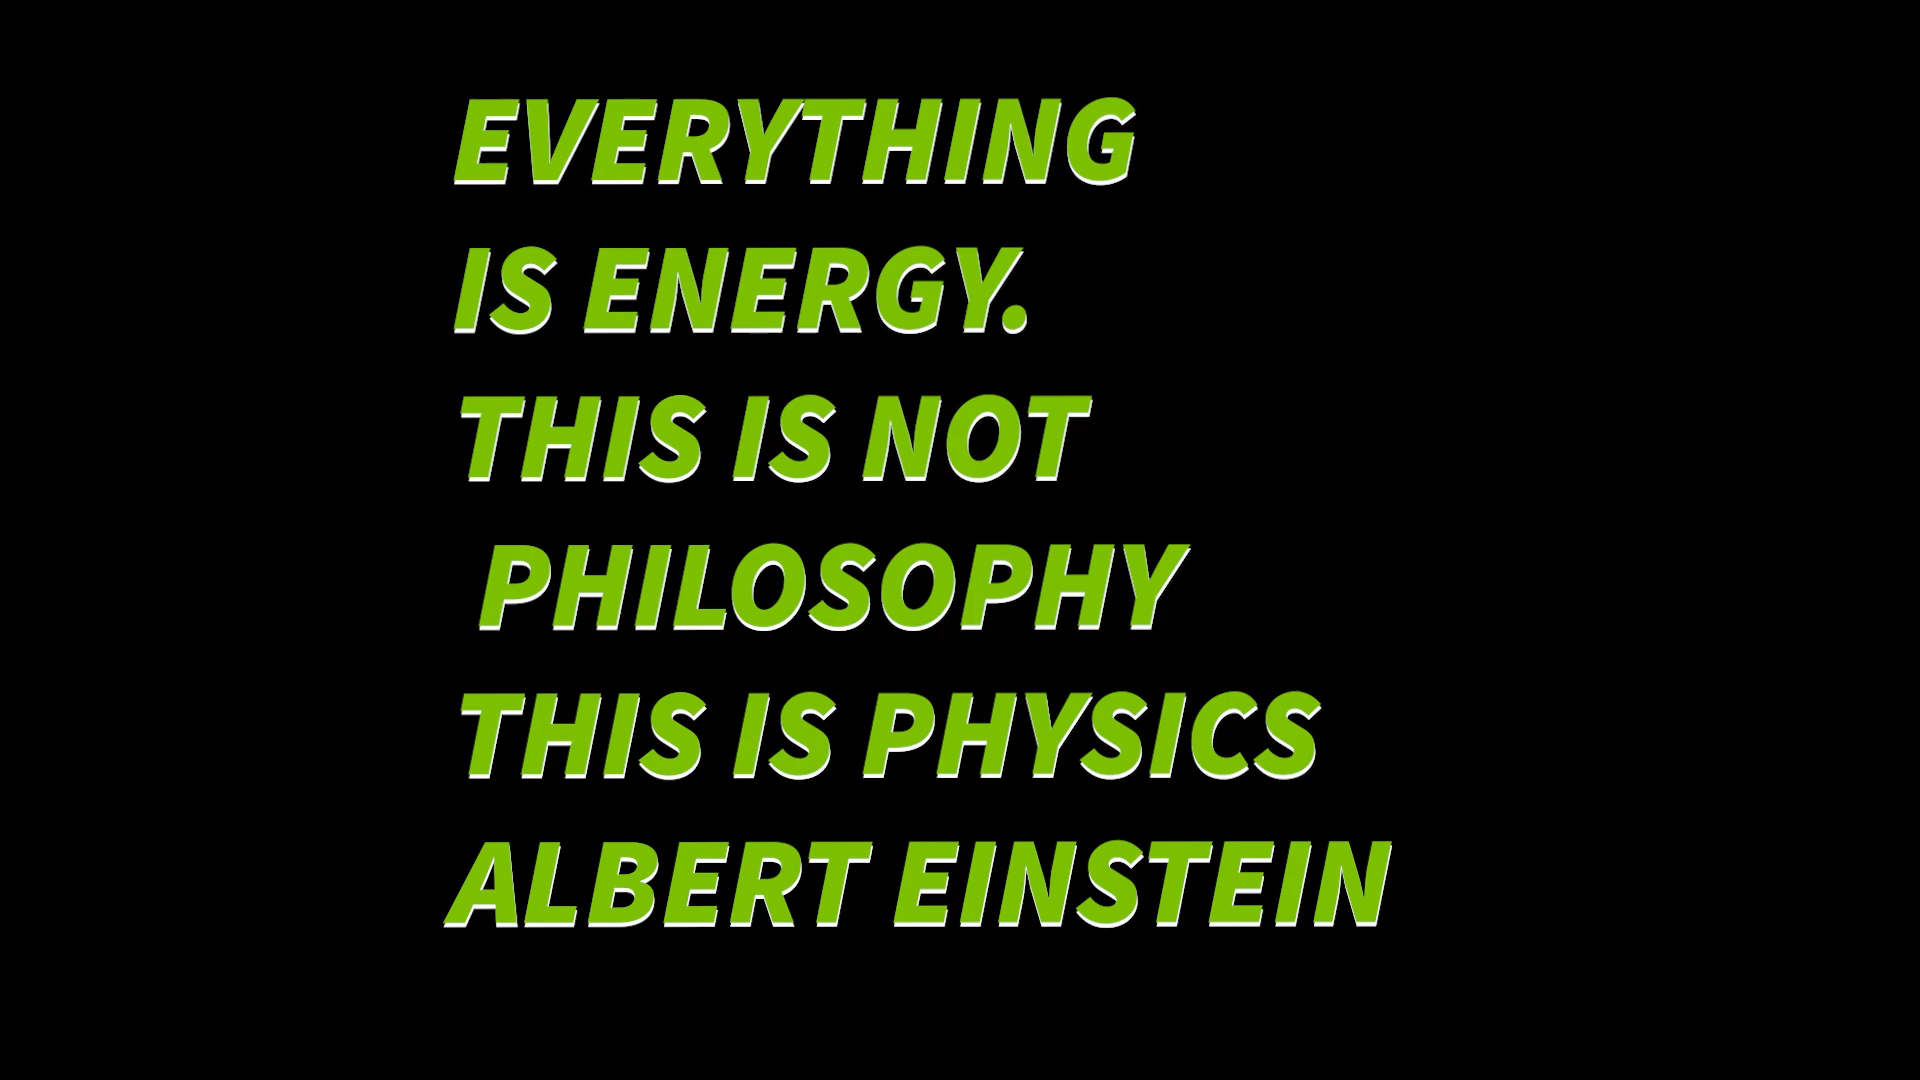 EVERYTHING
IS ENERGY.
THIS IS NOT
PHILOSOPHY
THIS IS PHYSICS
ALBERT EINSTEIN